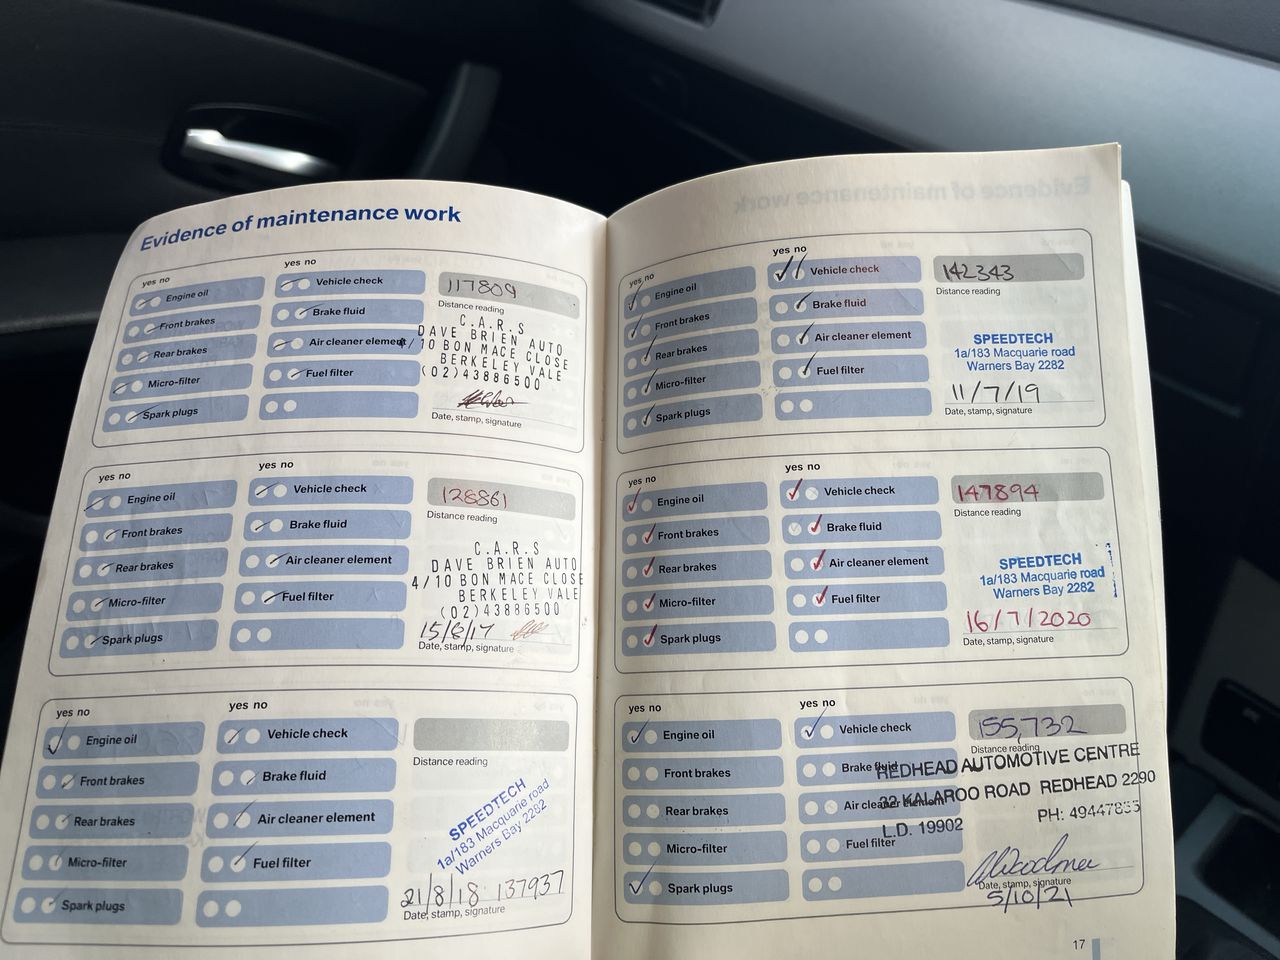 Evidence of maintenance work
yes no
yes no
Engine oil
Vehicle check
117809
Front brakes
Brake fluid
Distance reading
Rear brakes
Air cleaner element
C.A.R.S
DAVE BRIEN AUTO
4/10 BON MACE CLOSE
BERKELEY VALE
(02)43886500
Micro-filter
Fuel filter
Spark plugs
Date, stamp, signature
yes no
yes no
Engine oil
Vehicle check
128861
Front brakes
Brake fluid
Distance reading
Rear brakes
Air cleaner element
C.A.R.S
DAVE BRIEN AUTO
4/10 BON MACE CLOSE
BERKELEY VALE
(02)43886500
Micro-filter
Fuel filter
Spark plugs
15/8/17
Date, stamp, signature
yes no
yes no
Engine oil
Vehicle check
Front brakes
Brake fluid
Distance reading
Rear brakes
Air cleaner element
SPEEDTECH
1a/183 Macquarie road
Warners Bay 2282
Micro-filter
Fuel filter
Spark plugs
21/8/18 137937
Date, stamp, signature
yes no
yes no
Engine oil
Vehicle check
142343
Front brakes
Brake fluid
Distance reading
Rear brakes
Air cleaner element
SPEEDTECH
1a/183 Macquarie road
Warners Bay 2282
Micro-filter
Fuel filter
Spark plugs
11/7/19
Date, stamp, signature
yes no
yes no
Engine oil
Vehicle check
147894
Front brakes
Brake fluid
Distance reading
Rear brakes
Air cleaner element
SPEEDTECH
1a/183 Macquarie road
Warners Bay 2282
Micro-filter
Fuel filter
Spark plugs
16/7/2020
Date, stamp, signature
yes no
yes no
Engine oil
Vehicle check
155,732
Front brakes
Brake fluid
Distance reading
Rear brakes
Air cleaner element
REDHEAD AUTOMOTIVE CENTRE
KALAROO ROAD REDHEAD 2290
L.D. 19902
PH: 49447855
Micro-filter
Fuel filter
Spark plugs
Date, stamp, signature
5/10/21
17